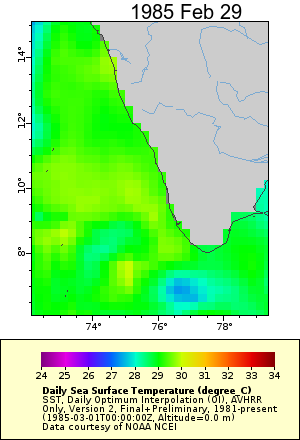 1985 Feb 29
14°
12°
10°
8°
74°
76°
78°
24 25 26 27 28 29 30 31 32 33 34
Daily Sea Surface Temperature (degree_C)
SST, Daily Optimum Interpolation (OI), AVHRR
Only, Version 2, Final+Preliminary, 1981-present
(1985-03-01T00:00:00Z, Altitude=0.0 m)
Data courtesy of NOAA NCEI